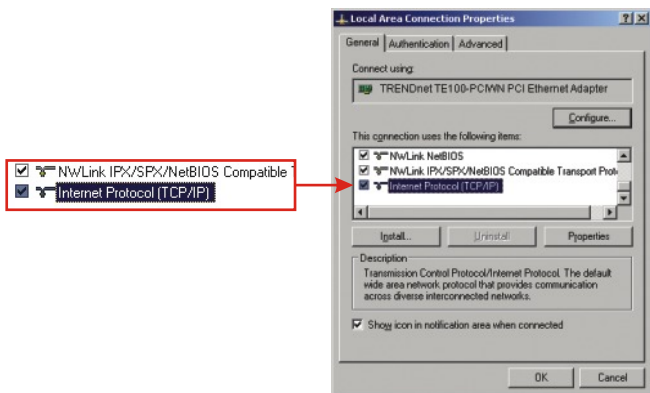 NWLink IPX/SPX/NetBIOS Compatible
Internet Protocol (TCP/IP)
Local Area Connection Properties
General Authentication Advanced
Connect using:
TRENDnet TE100-PCIWN PCI Ethernet Adapter
Configure...
This connection uses the following items:
NWLink NetBIOS
NWLink IPX/SPX/NetBIOS Compatible Transport Prot
Internet Protocol (TCP/IP)
Install... Uninstall Properties
Description
Transmission Control Protocol/Internet Protocol. The default
wide area network protocol that provides communication
across diverse interconnected networks.
Show icon in notification area when connected
OK Cancel